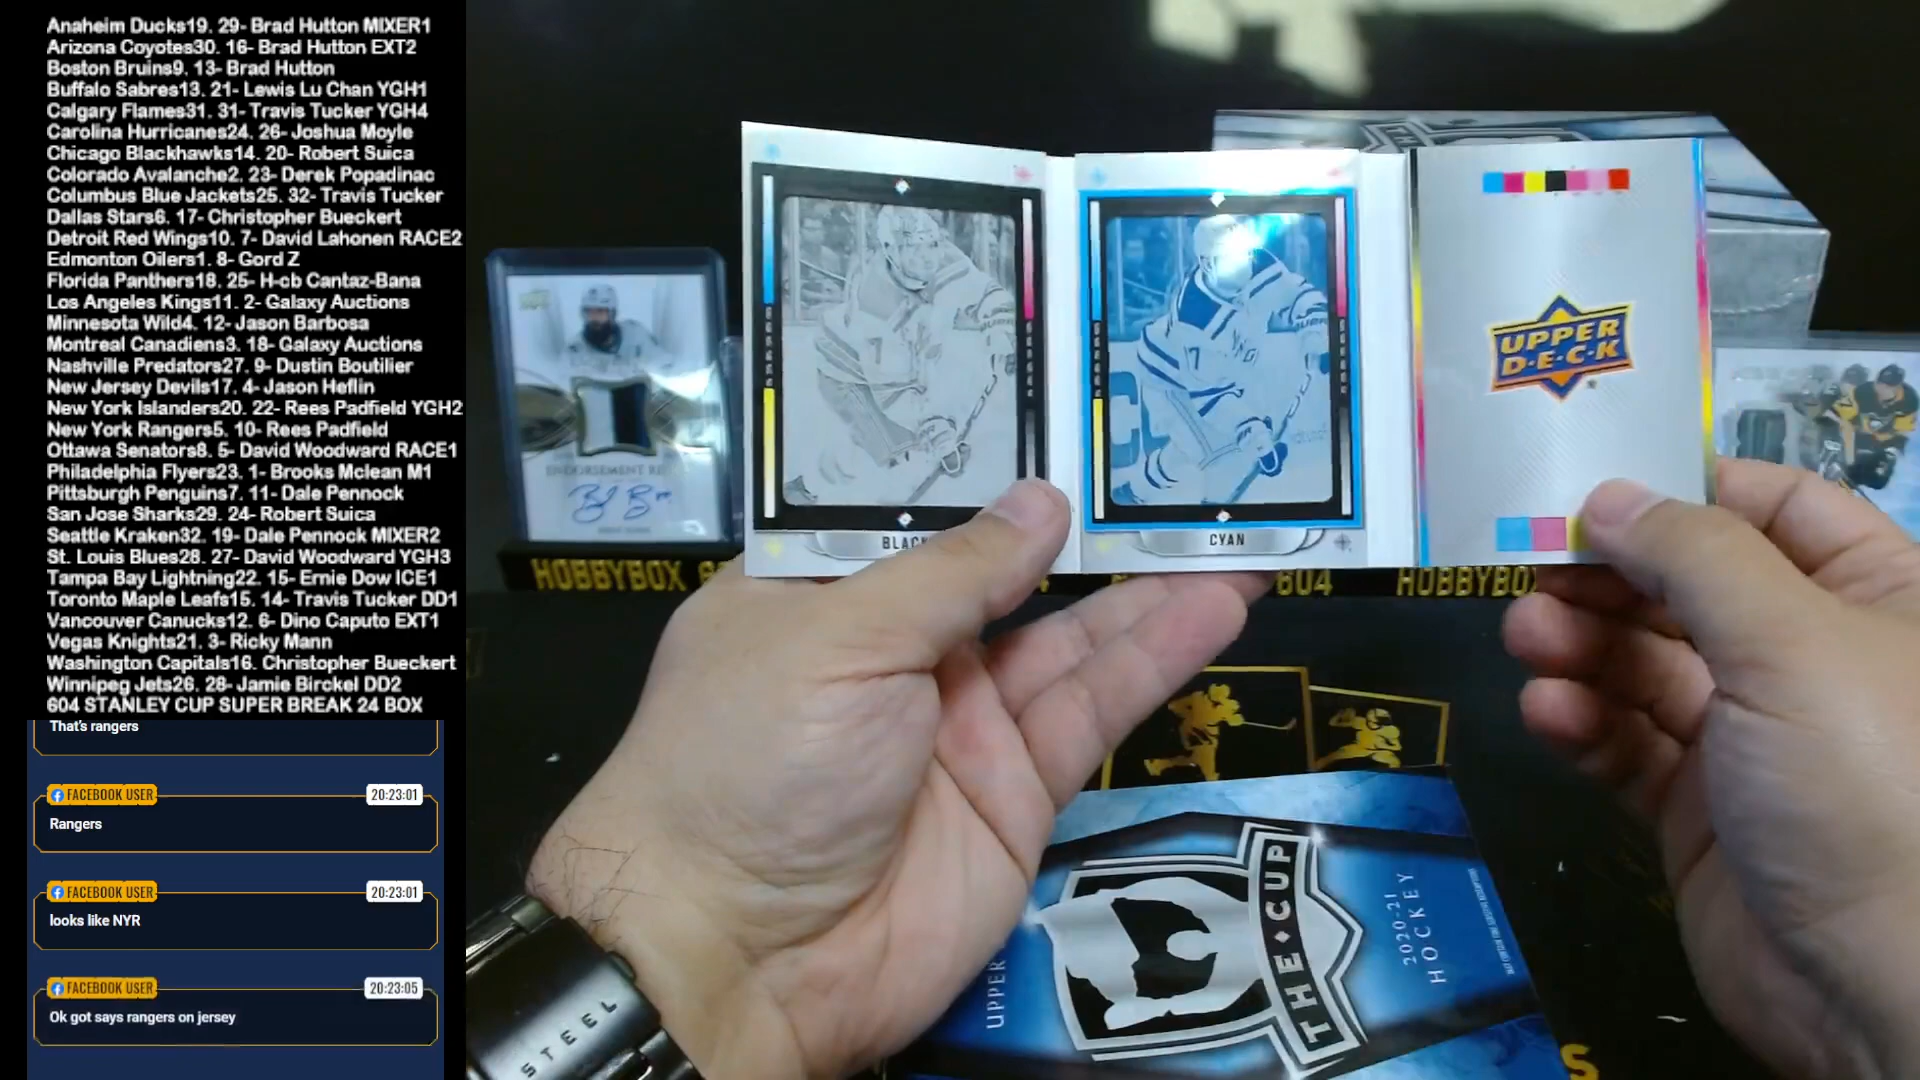 Anaheim Ducks19. 29- Brad Hutton MIXER1
Arizona Coyotes30. 16- Brad Hutton EXT2
Boston Bruins9. 13- Brad Hutton
Buffalo Sabres13. 21- Lewis Lu Chan YGH1
Calgary Flames31. 31- Travis Tucker YGH4
Carolina Hurricanes24. 26- Joshua Moyle
Chicago Blackhawks14. 20- Robert Suica
Colorado Avalanche2. 23- Derek Popadinac
Columbus Blue Jackets25. 32- Travis Tucker
Dallas Stars6. 17- Christopher Bueckert
Detroit Red Wings10. 7- David Lahonen RACE2
Edmonton Oilers1. 8- Gord Z
Florida Panthers18. 25- H-cb Cantaz-Bana
Los Angeles Kings11. 2- Galaxy Auctions
Minnesota Wild4. 12- Jason Barbosa
Montreal Canadiens3. 18- Galaxy Auctions
Nashville Predators27. 9- Dustin Boutilier
New Jersey Devils17. 4- Jason Heflin
New York Islanders20. 22- Rees Padfield YGH2
New York Rangers5. 10- Rees Padfield
Ottawa Senators8. 5- David Woodward RACE1
Philadelphia Flyers23. 1- Brooks Mclean M1
Pittsburgh Penguins7. 11- Dale Pennock
San Jose Sharks29. 24- Robert Suica
Seattle Kraken32. 19- Dale Pennock MIXER2
St. Louis Blues28. 27- David Woodward YGH3
Tampa Bay Lightning22. 15- Ernie Dow ICE1
Toronto Maple Leafs15. 14- Travis Tucker DD1
Vancouver Canucks12. 6- Dino Caputo EXT1
Vegas Knights21. 3- Ricky Mann
Washington Capitals16. Christopher Bueckert
Winnipeg Jets26. 28- Jamie Birckel DD2
604 STANLEY CUP SUPER BREAK 24 BOX
That's rangers
FACEBOOK USER 20:23:01
Rangers
FACEBOOK USER 20:23:01
looks like NYR
FACEBOOK USER 20:23:05
Ok got says rangers on jersey
CYAN
UPPER
D·E·C·K
HOBBYBOX
604
STEEL
UPPER
THE CUP
2020-21
HOCKEY